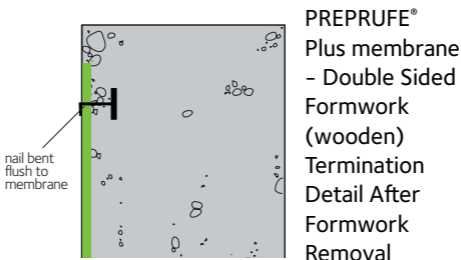 PREPRUFE®
Plus membrane
– Double Sided
Formwork
(wooden)
Termination
Detail After
Formwork
Removal
nail bent
flush to
membrane